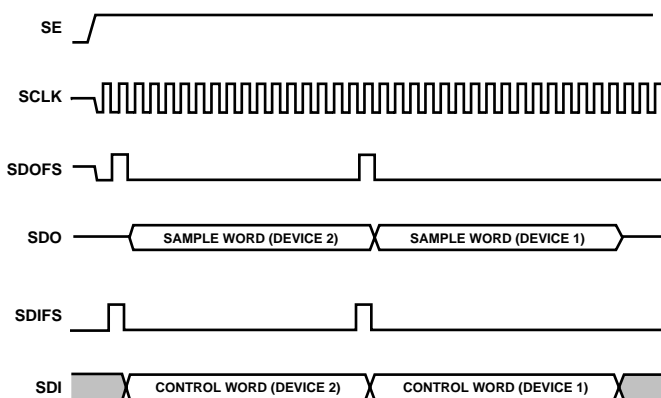 SE
SCLK
SDOFS
SDO SAMPLE WORD (DEVICE 2) SAMPLE WORD (DEVICE 1)
SDIFS
SDI CONTROL WORD (DEVICE 2) CONTROL WORD (DEVICE 1)